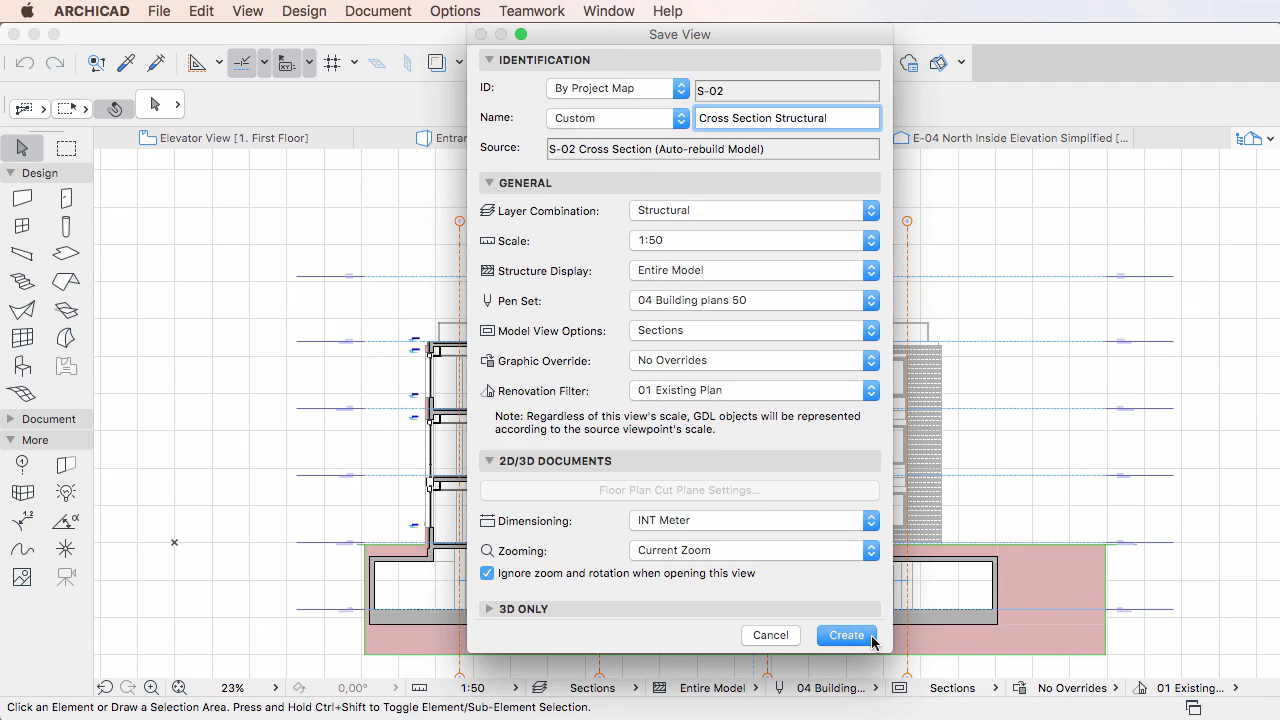 ARCHICAD File Edit View Design Document Options Teamwork Window Help
Save View
IDENTIFICATION
ID: By Project Map S-02
Name: Custom Cross Section Structural
Source: S-02 Cross Section (Auto-rebuild Model)
Elevator View [1. First Floor] Entran E-04 North Inside Elevation Simplified [...
Design
GENERAL
Layer Combination: Structural
Scale: 1:50
Structure Display: Entire Model
Pen Set: 04 Building plans 50
Model View Options: Sections
Graphic Override: No Overrides
Renovation Filter: 01 Existing Plan
Note: Regardless of this view's scale, GDL objects will be represented
according to the source viewpoint's scale.
Document
More
2D/3D DOCUMENTS
Floor Plan Cut Plane Settings...
Dimensioning: INT Meter
Zooming: Current Zoom
Ignore zoom and rotation when opening this view
3D ONLY
Cancel Create
23% 0,00° 1:50 Sections Entire Model 04 Building... Sections No Overrides 01 Existing...
Click an Element or Draw a Selection Area. Press and Hold Ctrl+Shift to Toggle Element/Sub-Element Selection.